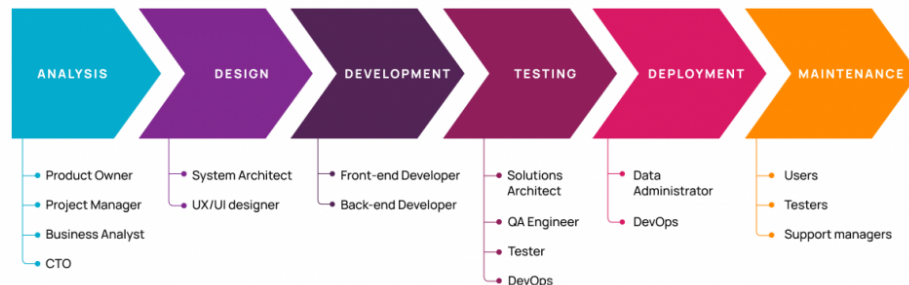 ANALYSIS
DESIGN
DEVELOPMENT
TESTING
DEPLOYMENT
MAINTENANCE
Product Owner
Project Manager
Business Analyst
CTO
System Architect
UX/UI designer
Front-end Developer
Back-end Developer
Solutions
Architect
QA Engineer
Tester
DevOps
Data
Administrator
DevOps
Users
Testers
Support managers